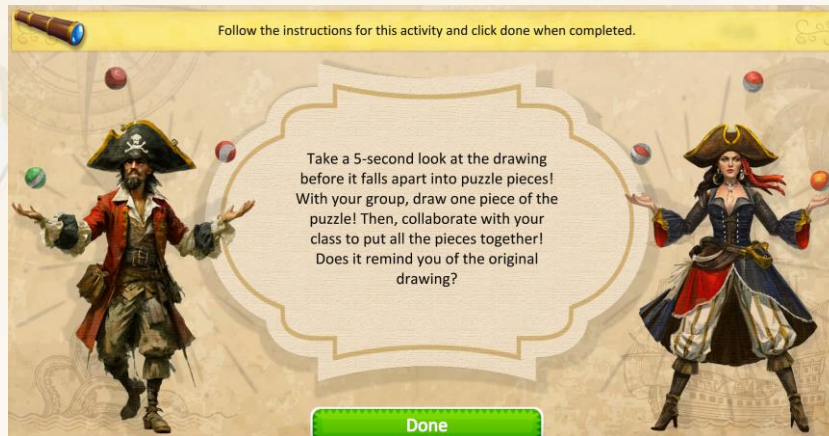 Follow the instructions for this activity and click done when completed.
Take a 5-second look at the drawing
before it falls apart into puzzle pieces!
With your group, draw one piece of the
puzzle! Then, collaborate with your
class to put all the pieces together!
Does it remind you of the original
drawing?
Done